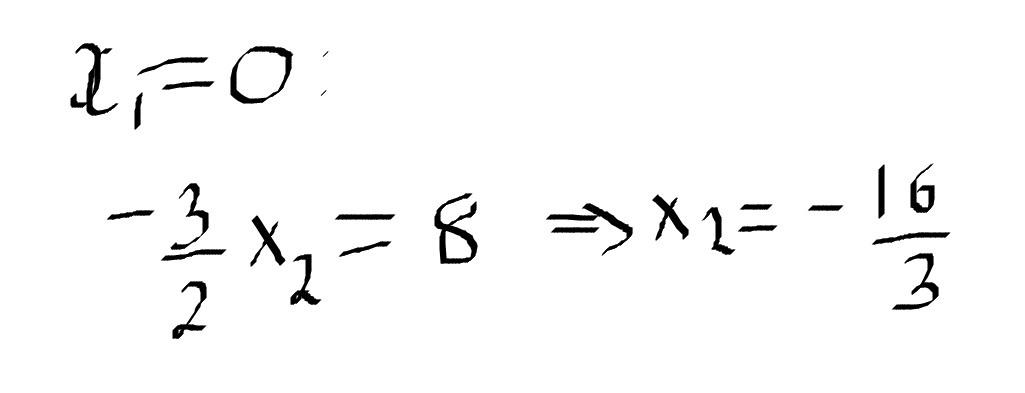 x₁ = 0 :
-3/2 x₂ = 8 ⇒ x₂ = -16/3